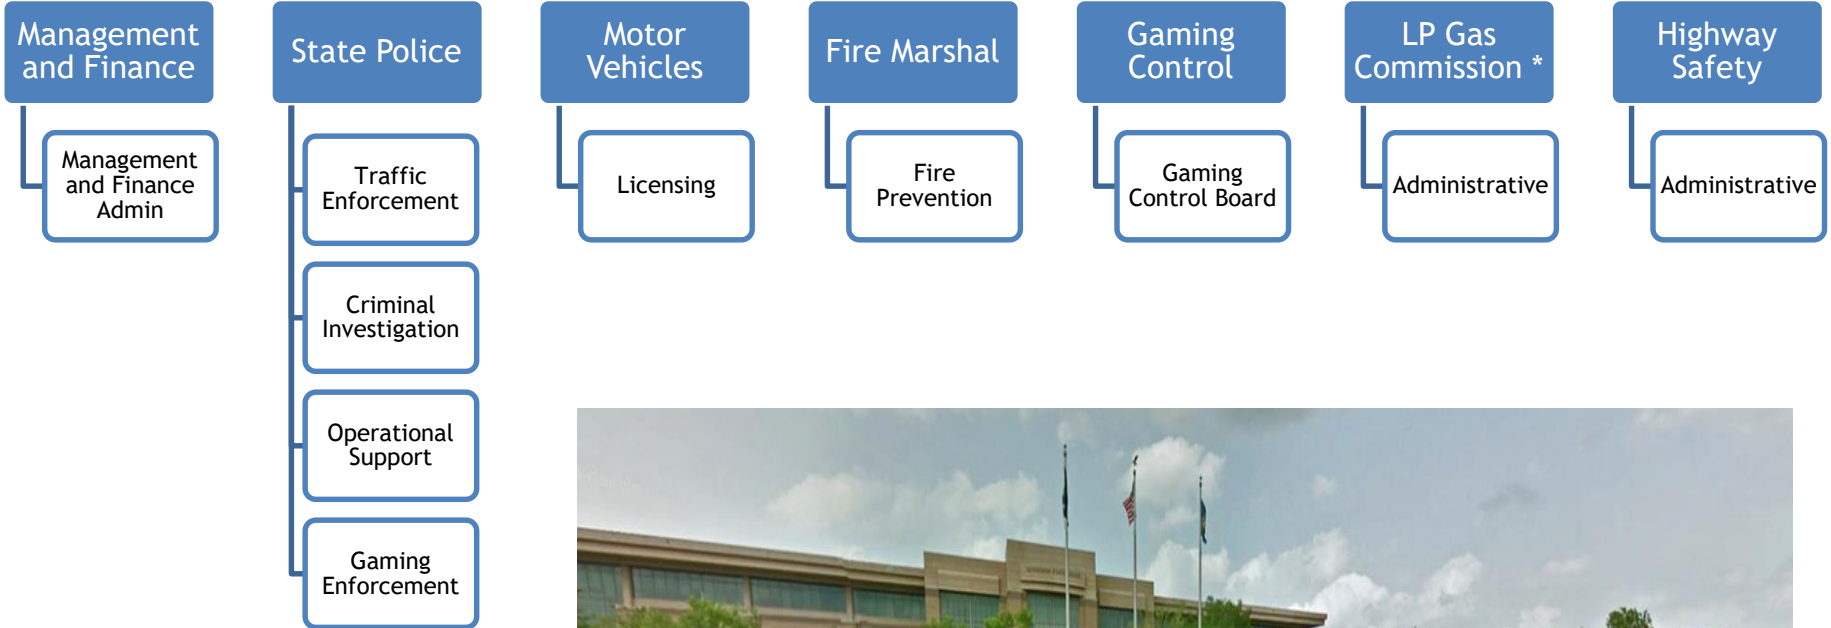 Management
and Finance
State Police
Motor
Vehicles
Fire Marshal
Gaming
Control
LP Gas
Commission *
Highway
Safety
Management
and Finance
Admin
Traffic
Enforcement
Criminal
Investigation
Operational
Support
Gaming
Enforcement
Licensing
Fire
Prevention
Gaming
Control Board
Administrative
Administrative